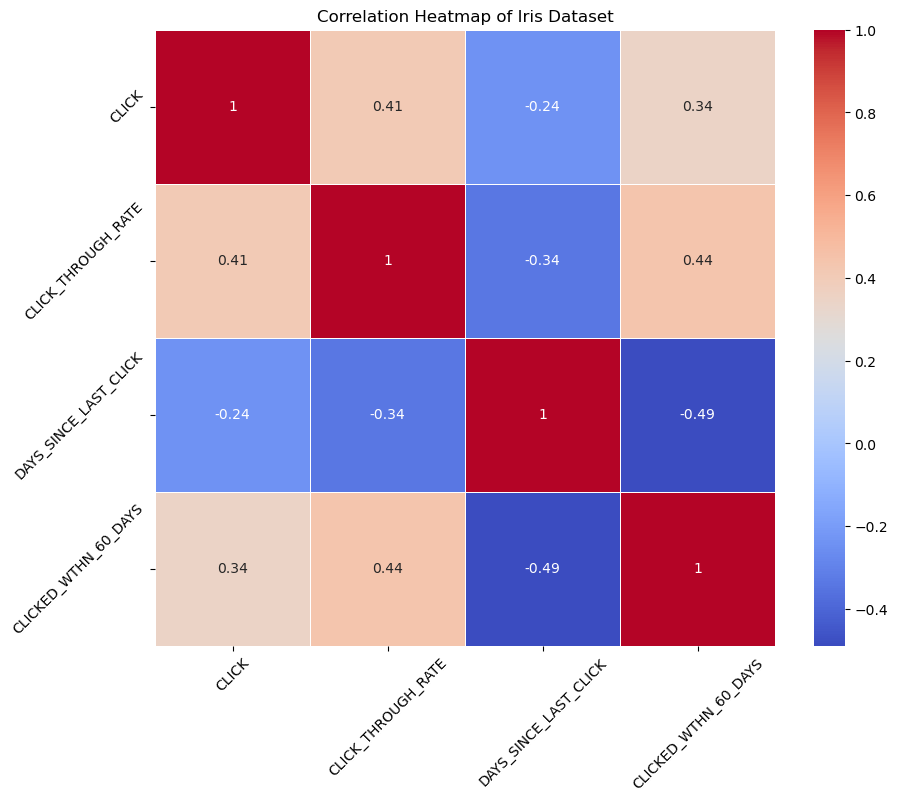 Correlation Heatmap of Iris Dataset
CLICK 1 0.41 -0.24 0.34
CLICK_THROUGH_RATE 0.41 1 -0.34 0.44
DAYS_SINCE_LAST_CLICK -0.24 -0.34 1 -0.49
CLICKED_WTHN_60_DAYS 0.34 0.44 -0.49 1
CLICK CLICK_THROUGH_RATE DAYS_SINCE_LAST_CLICK CLICKED_WTHN_60_DAYS
1.0
0.8
0.6
0.4
0.2
0.0
−0.2
−0.4